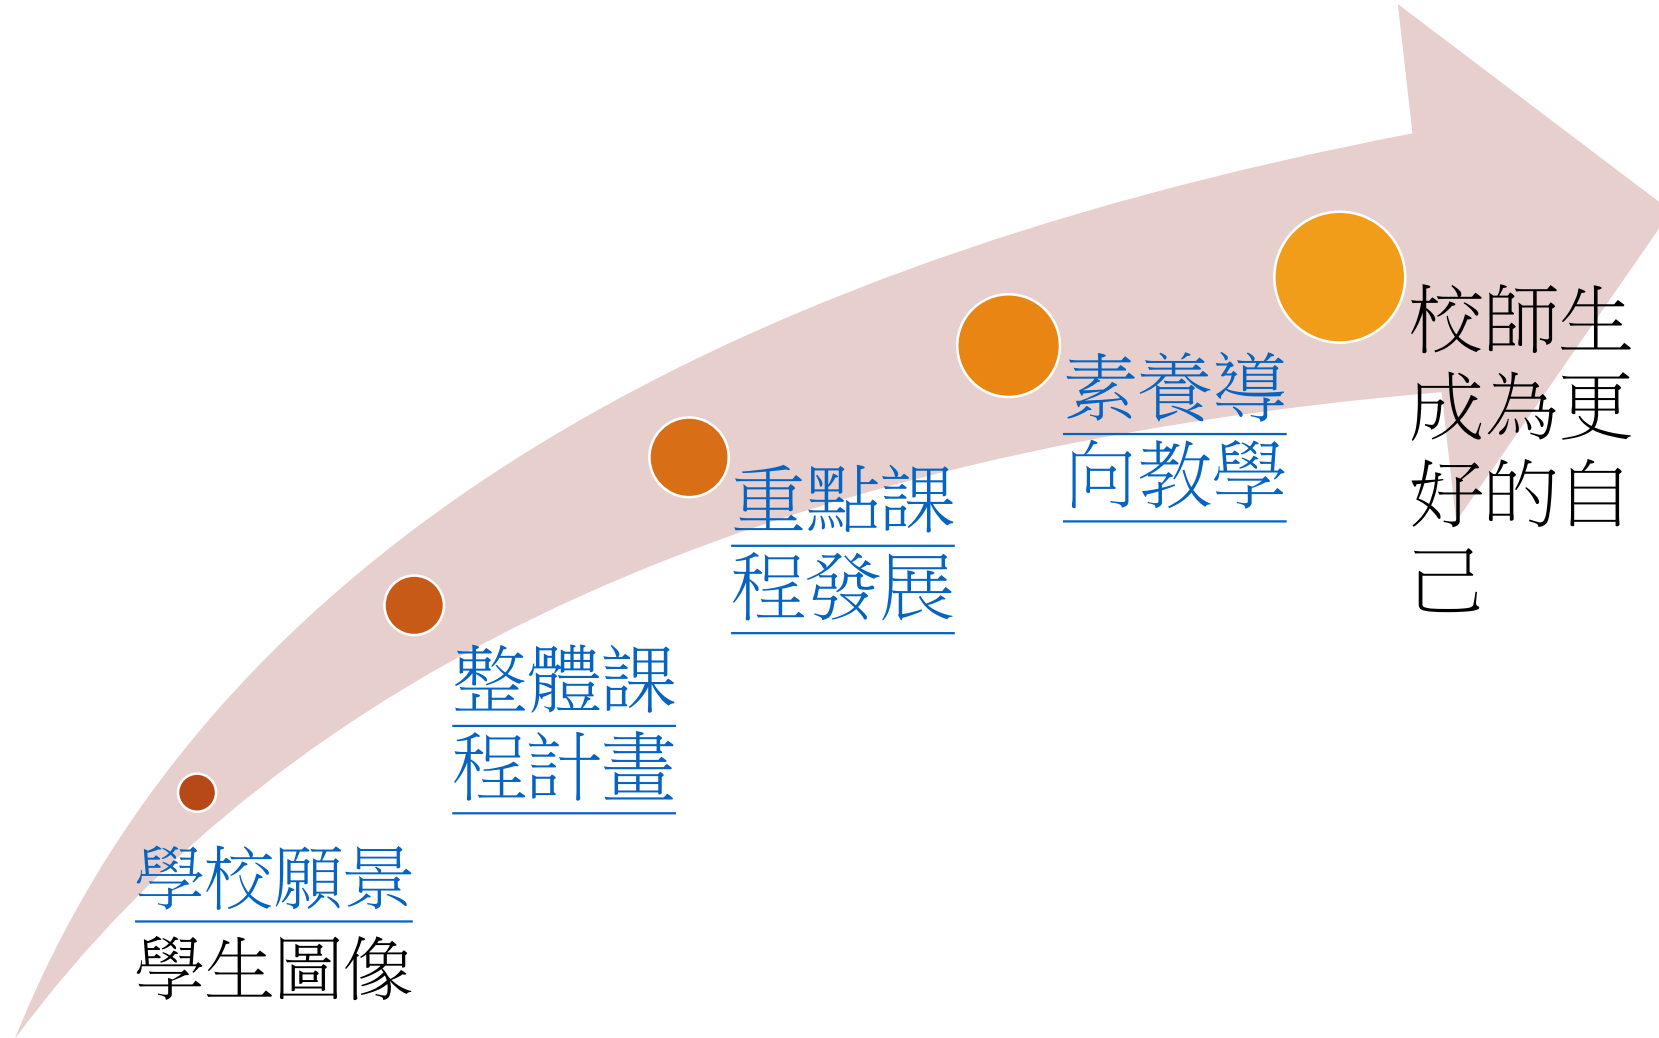 學校願景
學生圖像
整體課
程計畫
重點課
程發展
素養導
向教學
校師生
成為更
好的自
己